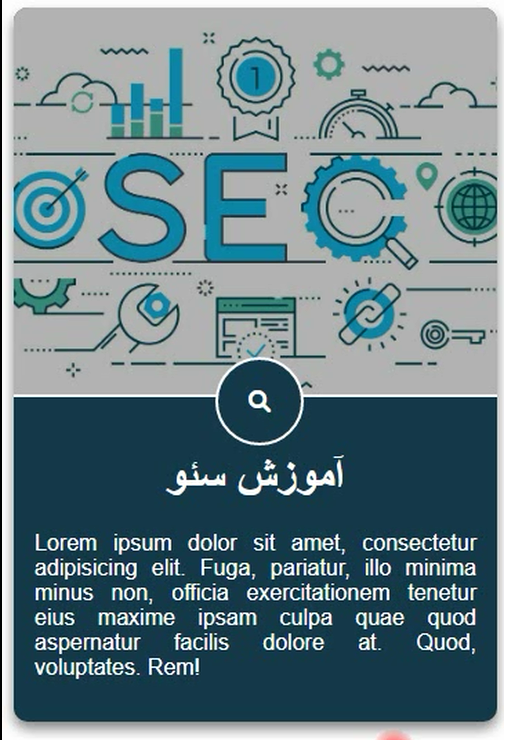 1
SEO
آموزش سئو
Lorem ipsum dolor sit amet, consectetur
adipisicing elit. Fuga, pariatur, illo minima
minus non, officia exercitationem tenetur
eius maxime ipsam culpa quae quod
aspernatur facilis dolore at. Quod,
voluptates. Rem!